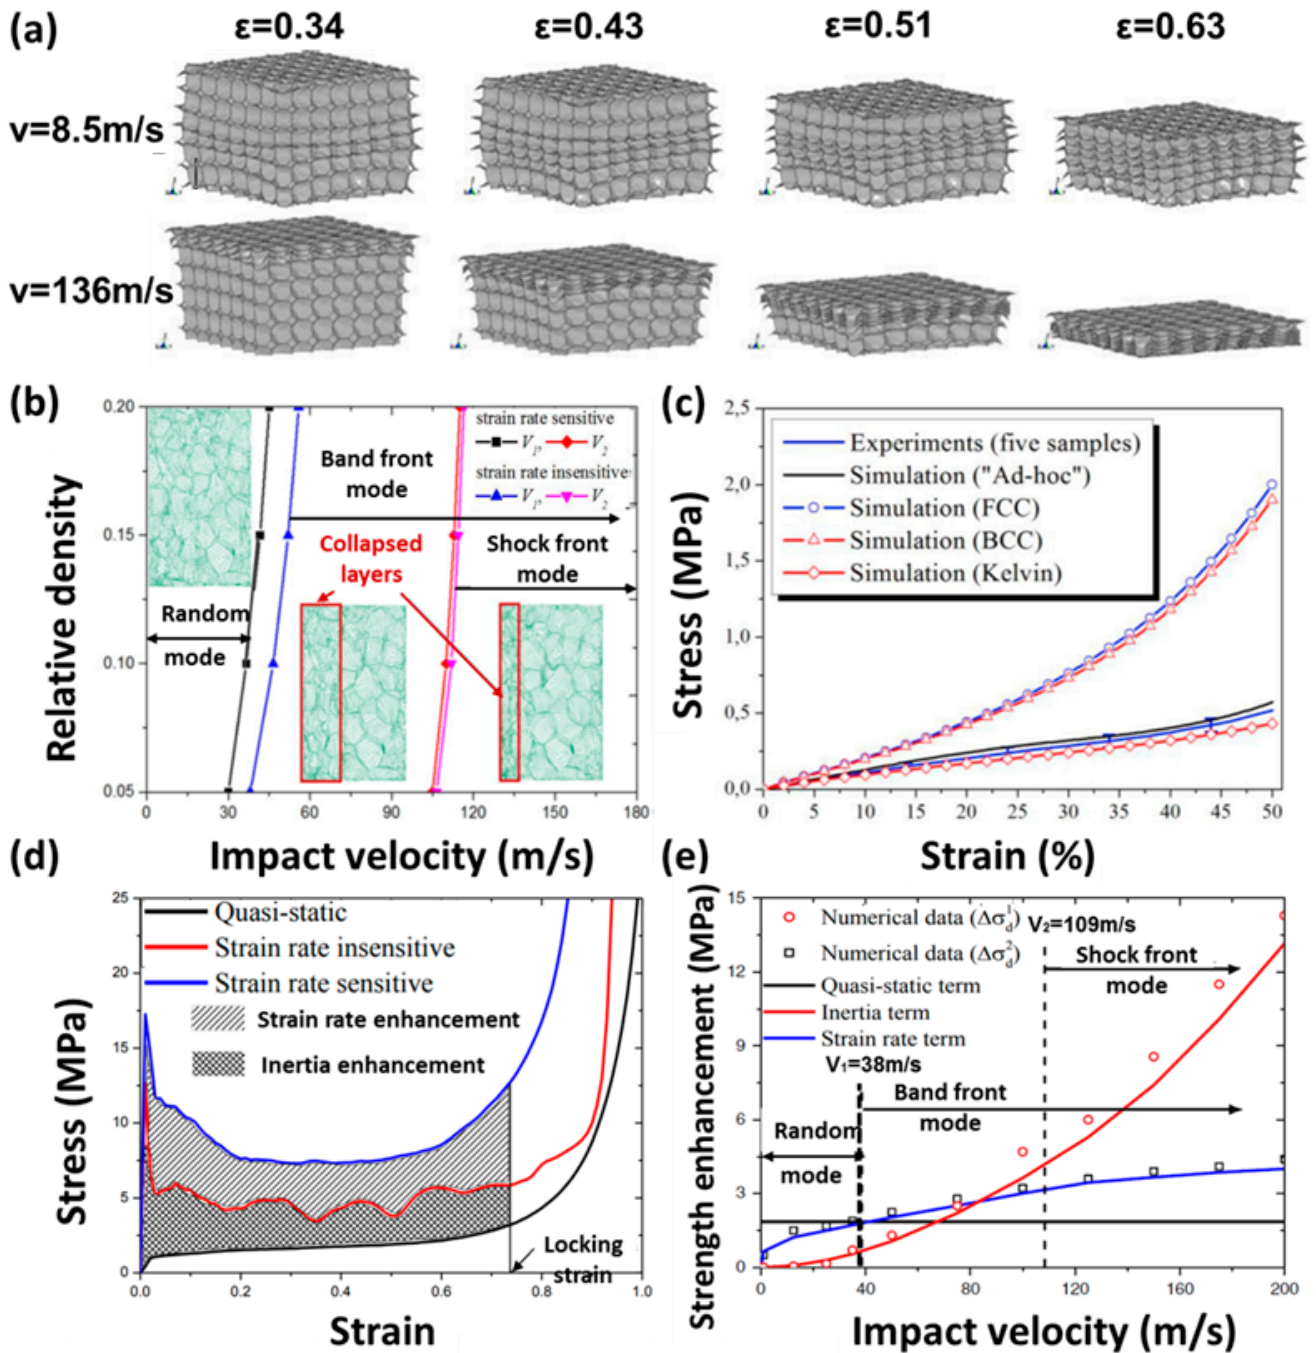 (a)
ε=0.34
ε=0.43
ε=0.51
ε=0.63
v=8.5m/s
v=136m/s
(b)
0.20
0.15
0.10
0.05
Relative density
0
30
60
90
120
150
180
Impact velocity (m/s)
strain rate sensitive
V1, V2
strain rate insensitive
V1, V2
Band front
mode
Collapsed
layers
Shock front
mode
Random
mode
(c)
2,5
2,0
1,5
1,0
0,5
0,0
Stress (MPa)
Experiments (five samples)
Simulation ("Ad-hoc")
Simulation (FCC)
Simulation (BCC)
Simulation (Kelvin)
0
5
10
15
20
25
30
35
40
45
50
Strain (%)
(d)
25
20
15
10
5
0
Stress (MPa)
Quasi-static
Strain rate insensitive
Strain rate sensitive
Strain rate enhancement
Inertia enhancement
Locking
strain
0.0
0.2
0.4
0.6
0.8
1.0
Strain
(e)
15
12
9
6
3
0
Strength enhancement (MPa)
Numerical data (Δσ¹d)
Numerical data (Δσ²d)
Quasi-static term
Inertia term
Strain rate term
V2=109m/s
Shock front
mode
V1=38m/s
Band front
mode
Random
mode
0
40
80
120
160
200
Impact velocity (m/s)